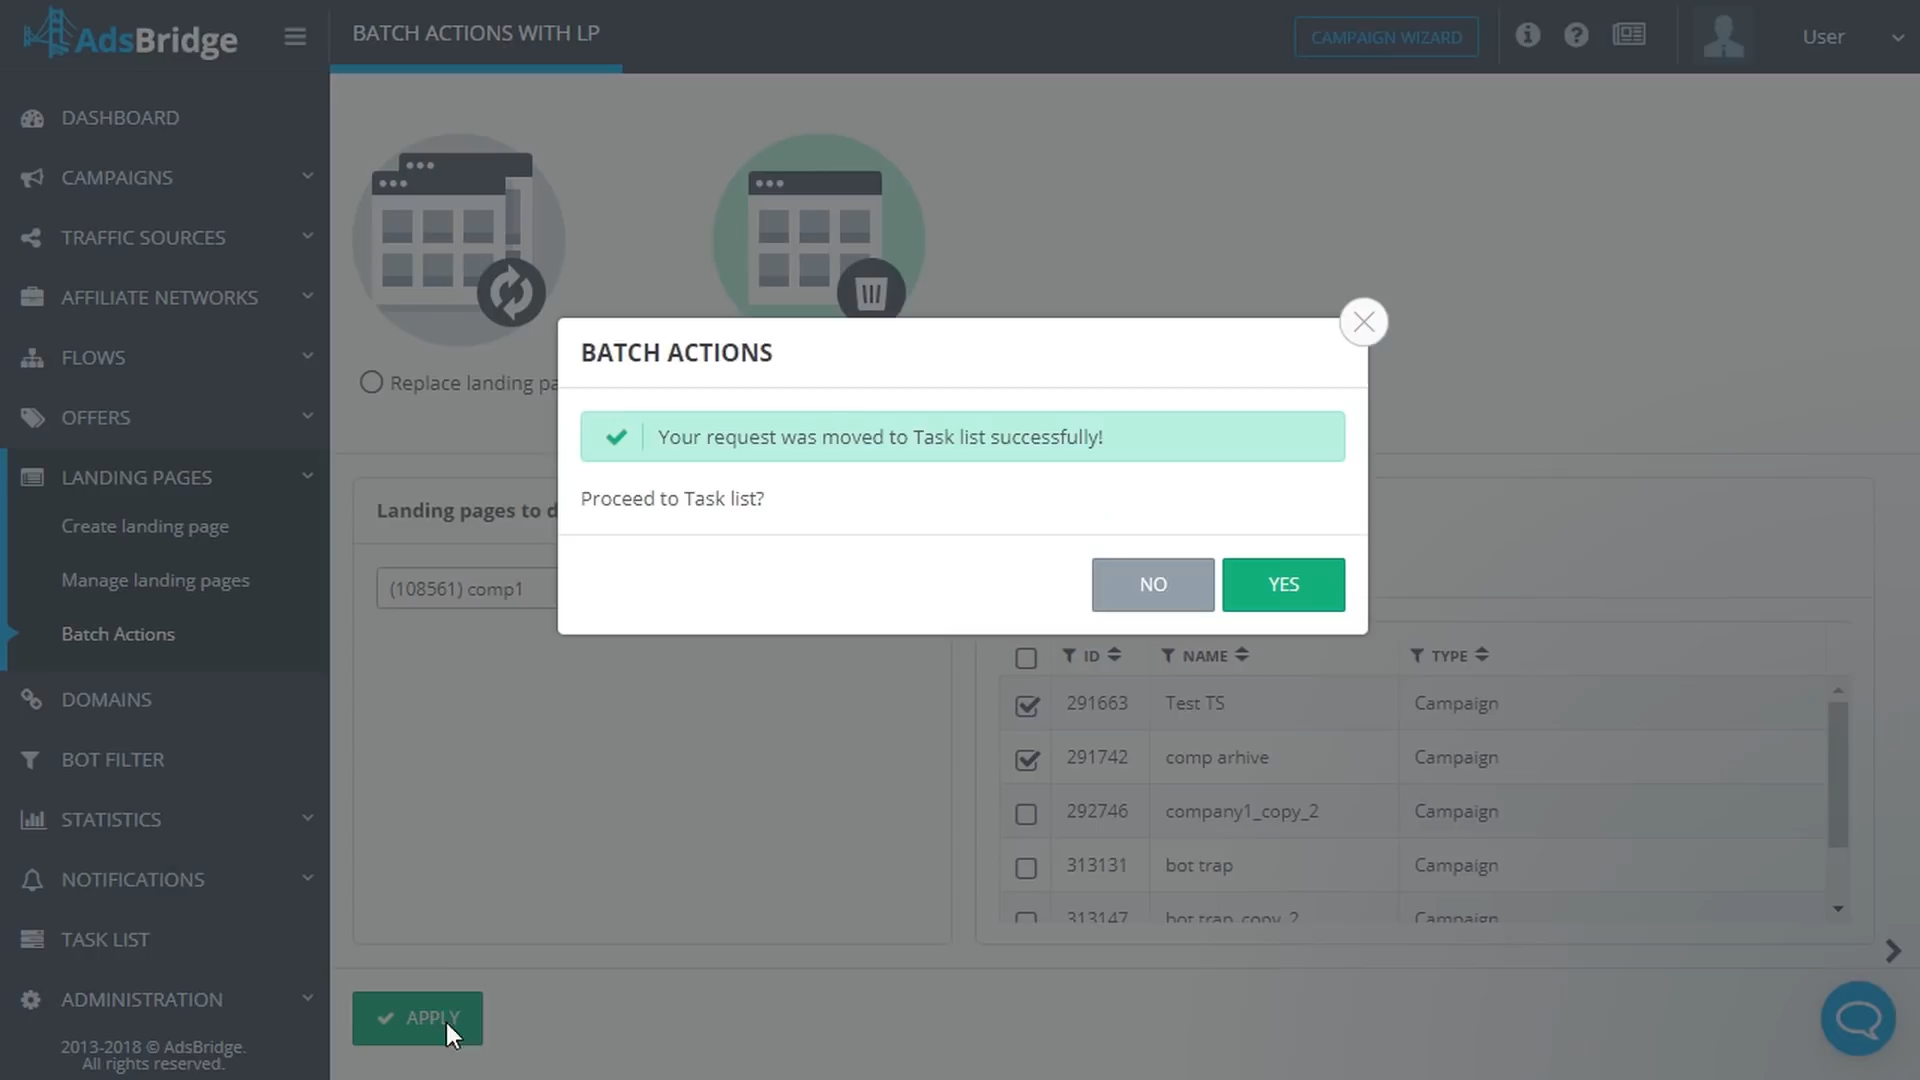 AdsBridge
BATCH ACTIONS WITH LP
CAMPAIGN WIZARD
User
DASHBOARD
CAMPAIGNS
TRAFFIC SOURCES
AFFILIATE NETWORKS
FLOWS
OFFERS
LANDING PAGES
Create landing page
Manage landing pages
Batch Actions
DOMAINS
BOT FILTER
STATISTICS
NOTIFICATIONS
TASK LIST
ADMINISTRATION
2013-2018 © AdsBridge.
All rights reserved.
Replace landing pa
Landing pages to d
(108561) comp1
BATCH ACTIONS
Your request was moved to Task list successfully!
Proceed to Task list?
NO YES
ID NAME TYPE
291663 Test TS Campaign
291742 comp arhive Campaign
292746 company1_copy_2 Campaign
313131 bot trap Campaign
313147 bot trap_copy_2 Campaign
APPLY